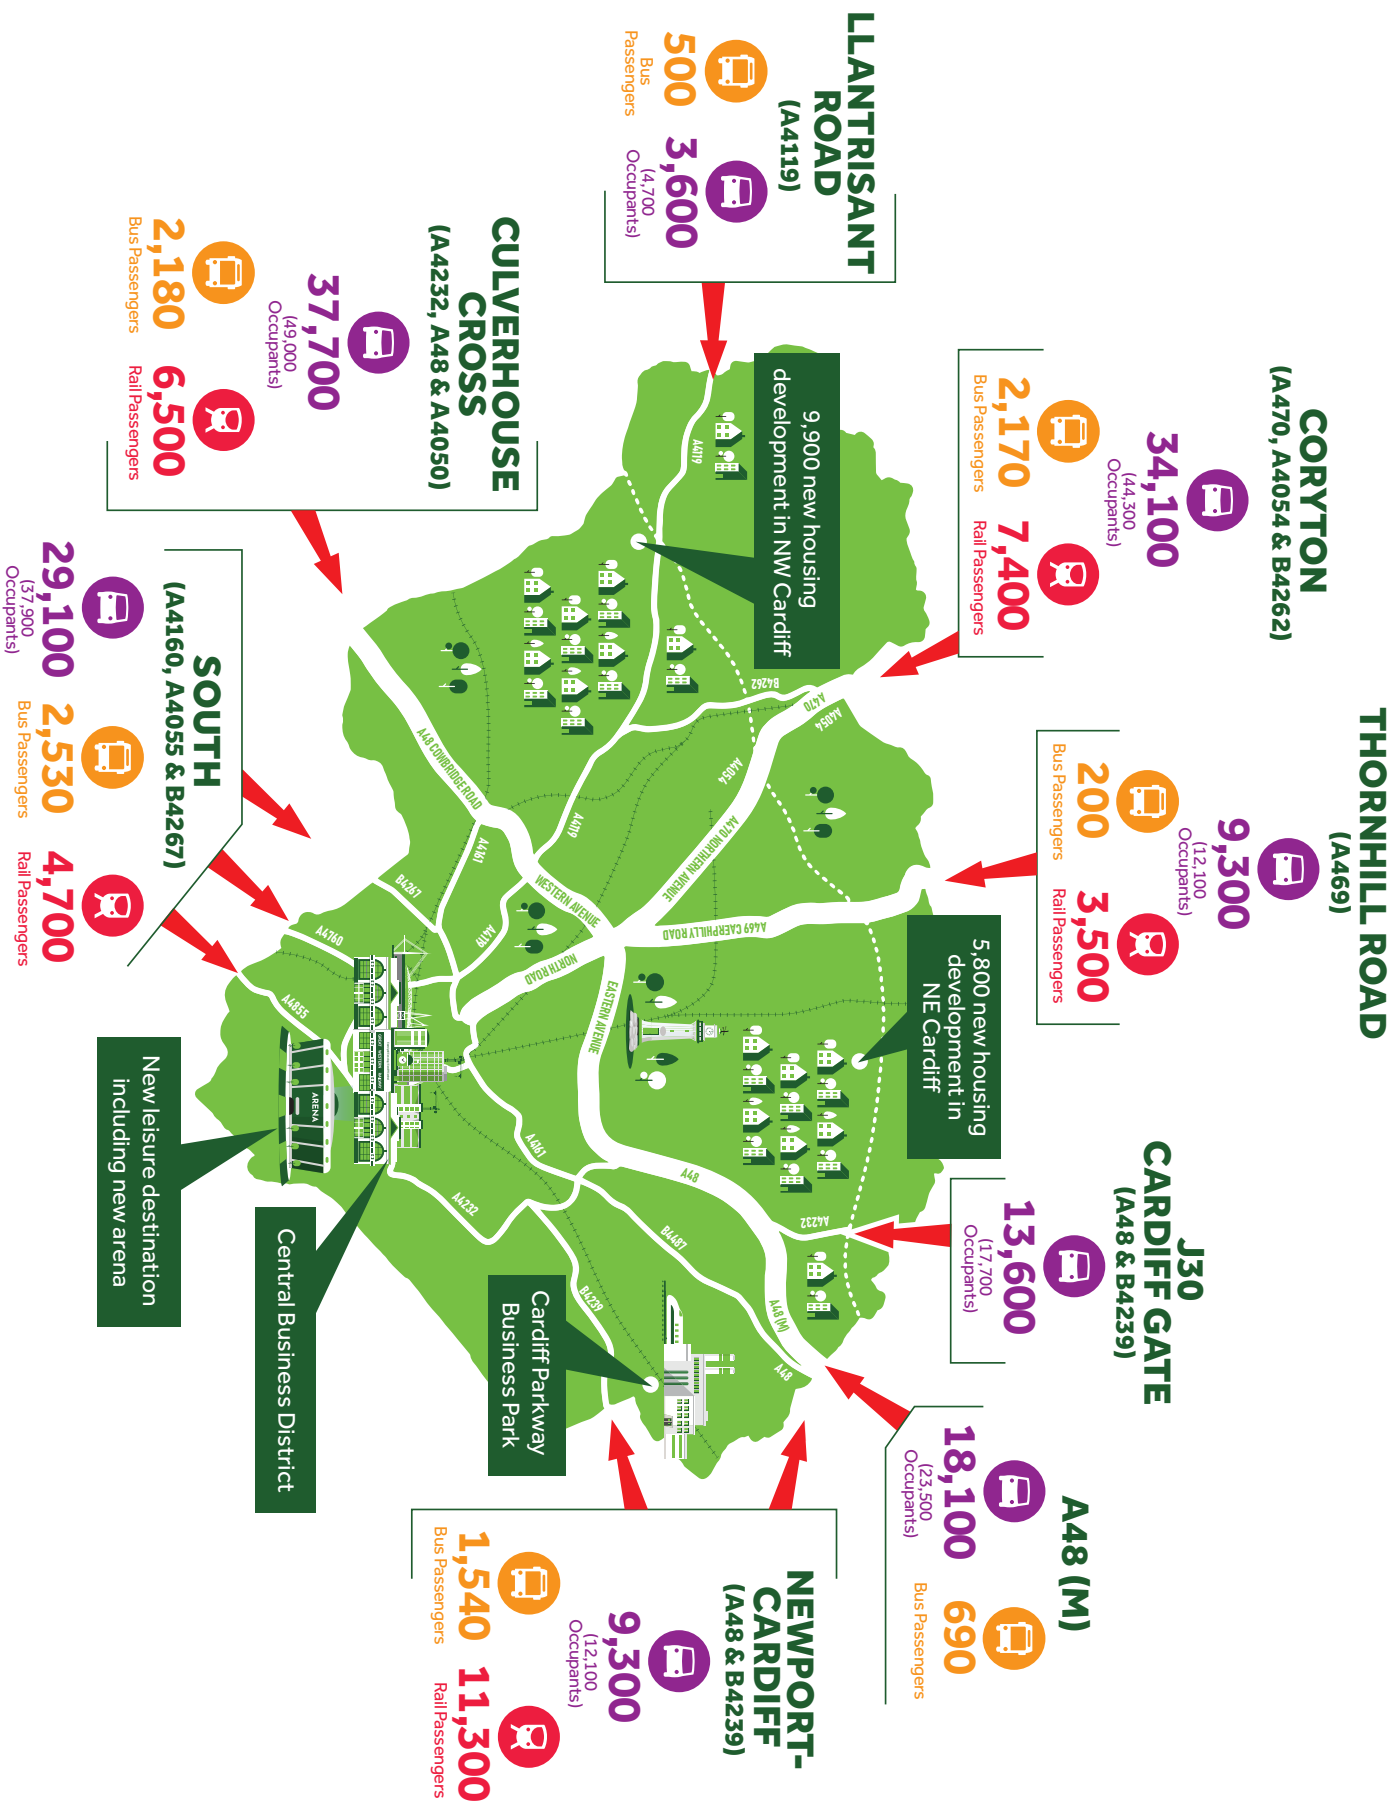 LLANTRISANT
ROAD
(A4119)
500
Bus
Passengers
3,600
(4,700
Occupants)
CORYTON
(A470, A4054 & B4262)
34,100
(44,300
Occupants)
2,170
Bus Passengers
7,400
Rail Passengers
THORNHILL ROAD
(A469)
9,300
(12,100
Occupants)
200
Bus Passengers
3,500
Rail Passengers
J30
CARDIFF GATE
(A48 & B4239)
13,600
(17,700
Occupants)
A48 (M)
18,100
(23,500
Occupants)
690
Bus Passengers
NEWPORT-
CARDIFF
(A48 & B4239)
9,300
(12,100
Occupants)
1,540
Bus Passengers
11,300
Rail Passengers
CULVERHOUSE
CROSS
(A4232, A48 & A4050)
37,700
(49,000
Occupants)
2,180
Bus Passengers
6,500
Rail Passengers
SOUTH
(A4160, A4055 & B4267)
29,100
(37,900
Occupants)
2,530
Bus Passengers
4,700
Rail Passengers
9,900 new housing
development in NW Cardiff
5,800 new housing
development in
NE Cardiff
Cardiff Parkway
Business Park
Central Business District
New leisure destination
including new arena
A4119
B4262
A470
A4054
A4054
A470 NORTHERN AVENUE
A469 CAERPHILLY ROAD
A48 COWBRIDGE ROAD
A4119
A4161
WESTERN AVENUE
B4267
A4119
NORTH ROAD
EASTERN AVENUE
A4760
A4855
A4161
A48
A4232
A4232
B4487
A48 (M)
A48
B4239
GREAT WESTERN RAILWAY
ARENA